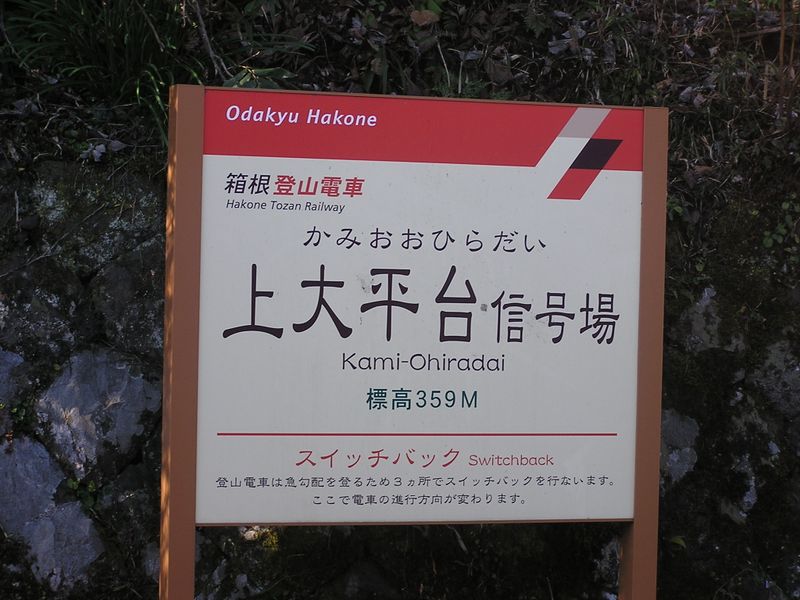 Odakyu Hakone
箱根登山電車
Hakone Tozan Railway
かみおおひらだい
上大平台信号場
Kami-Ohiradai
標高359M
スイッチバック Switchback
登山電車は急勾配を登るため3ヵ所でスイッチバックを行ないます。
ここで電車の進行方向が変わります。